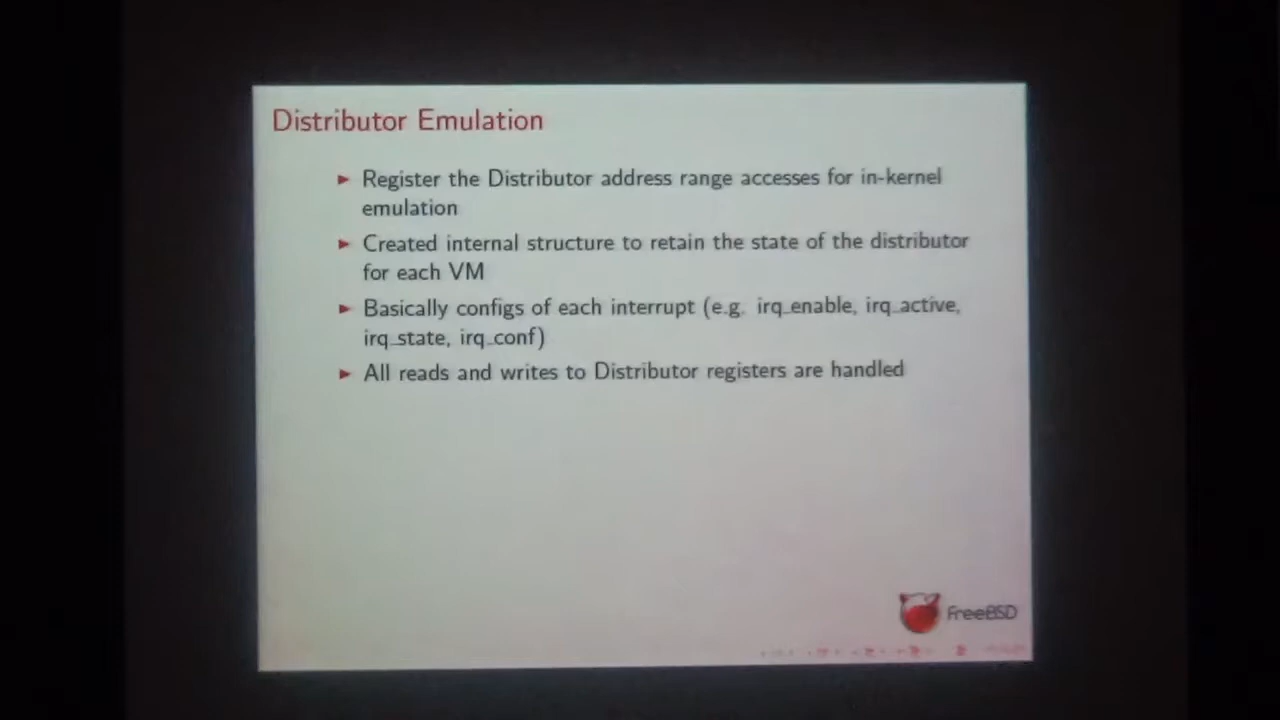 Distributor Emulation
► Register the Distributor address range accesses for in-kernel
emulation
► Created internal structure to retain the state of the distributor
for each VM
► Basically configs of each interrupt (e.g. irq_enable, irq_active,
irq_state, irq_conf)
► All reads and writes to Distributor registers are handled
FreeBSD